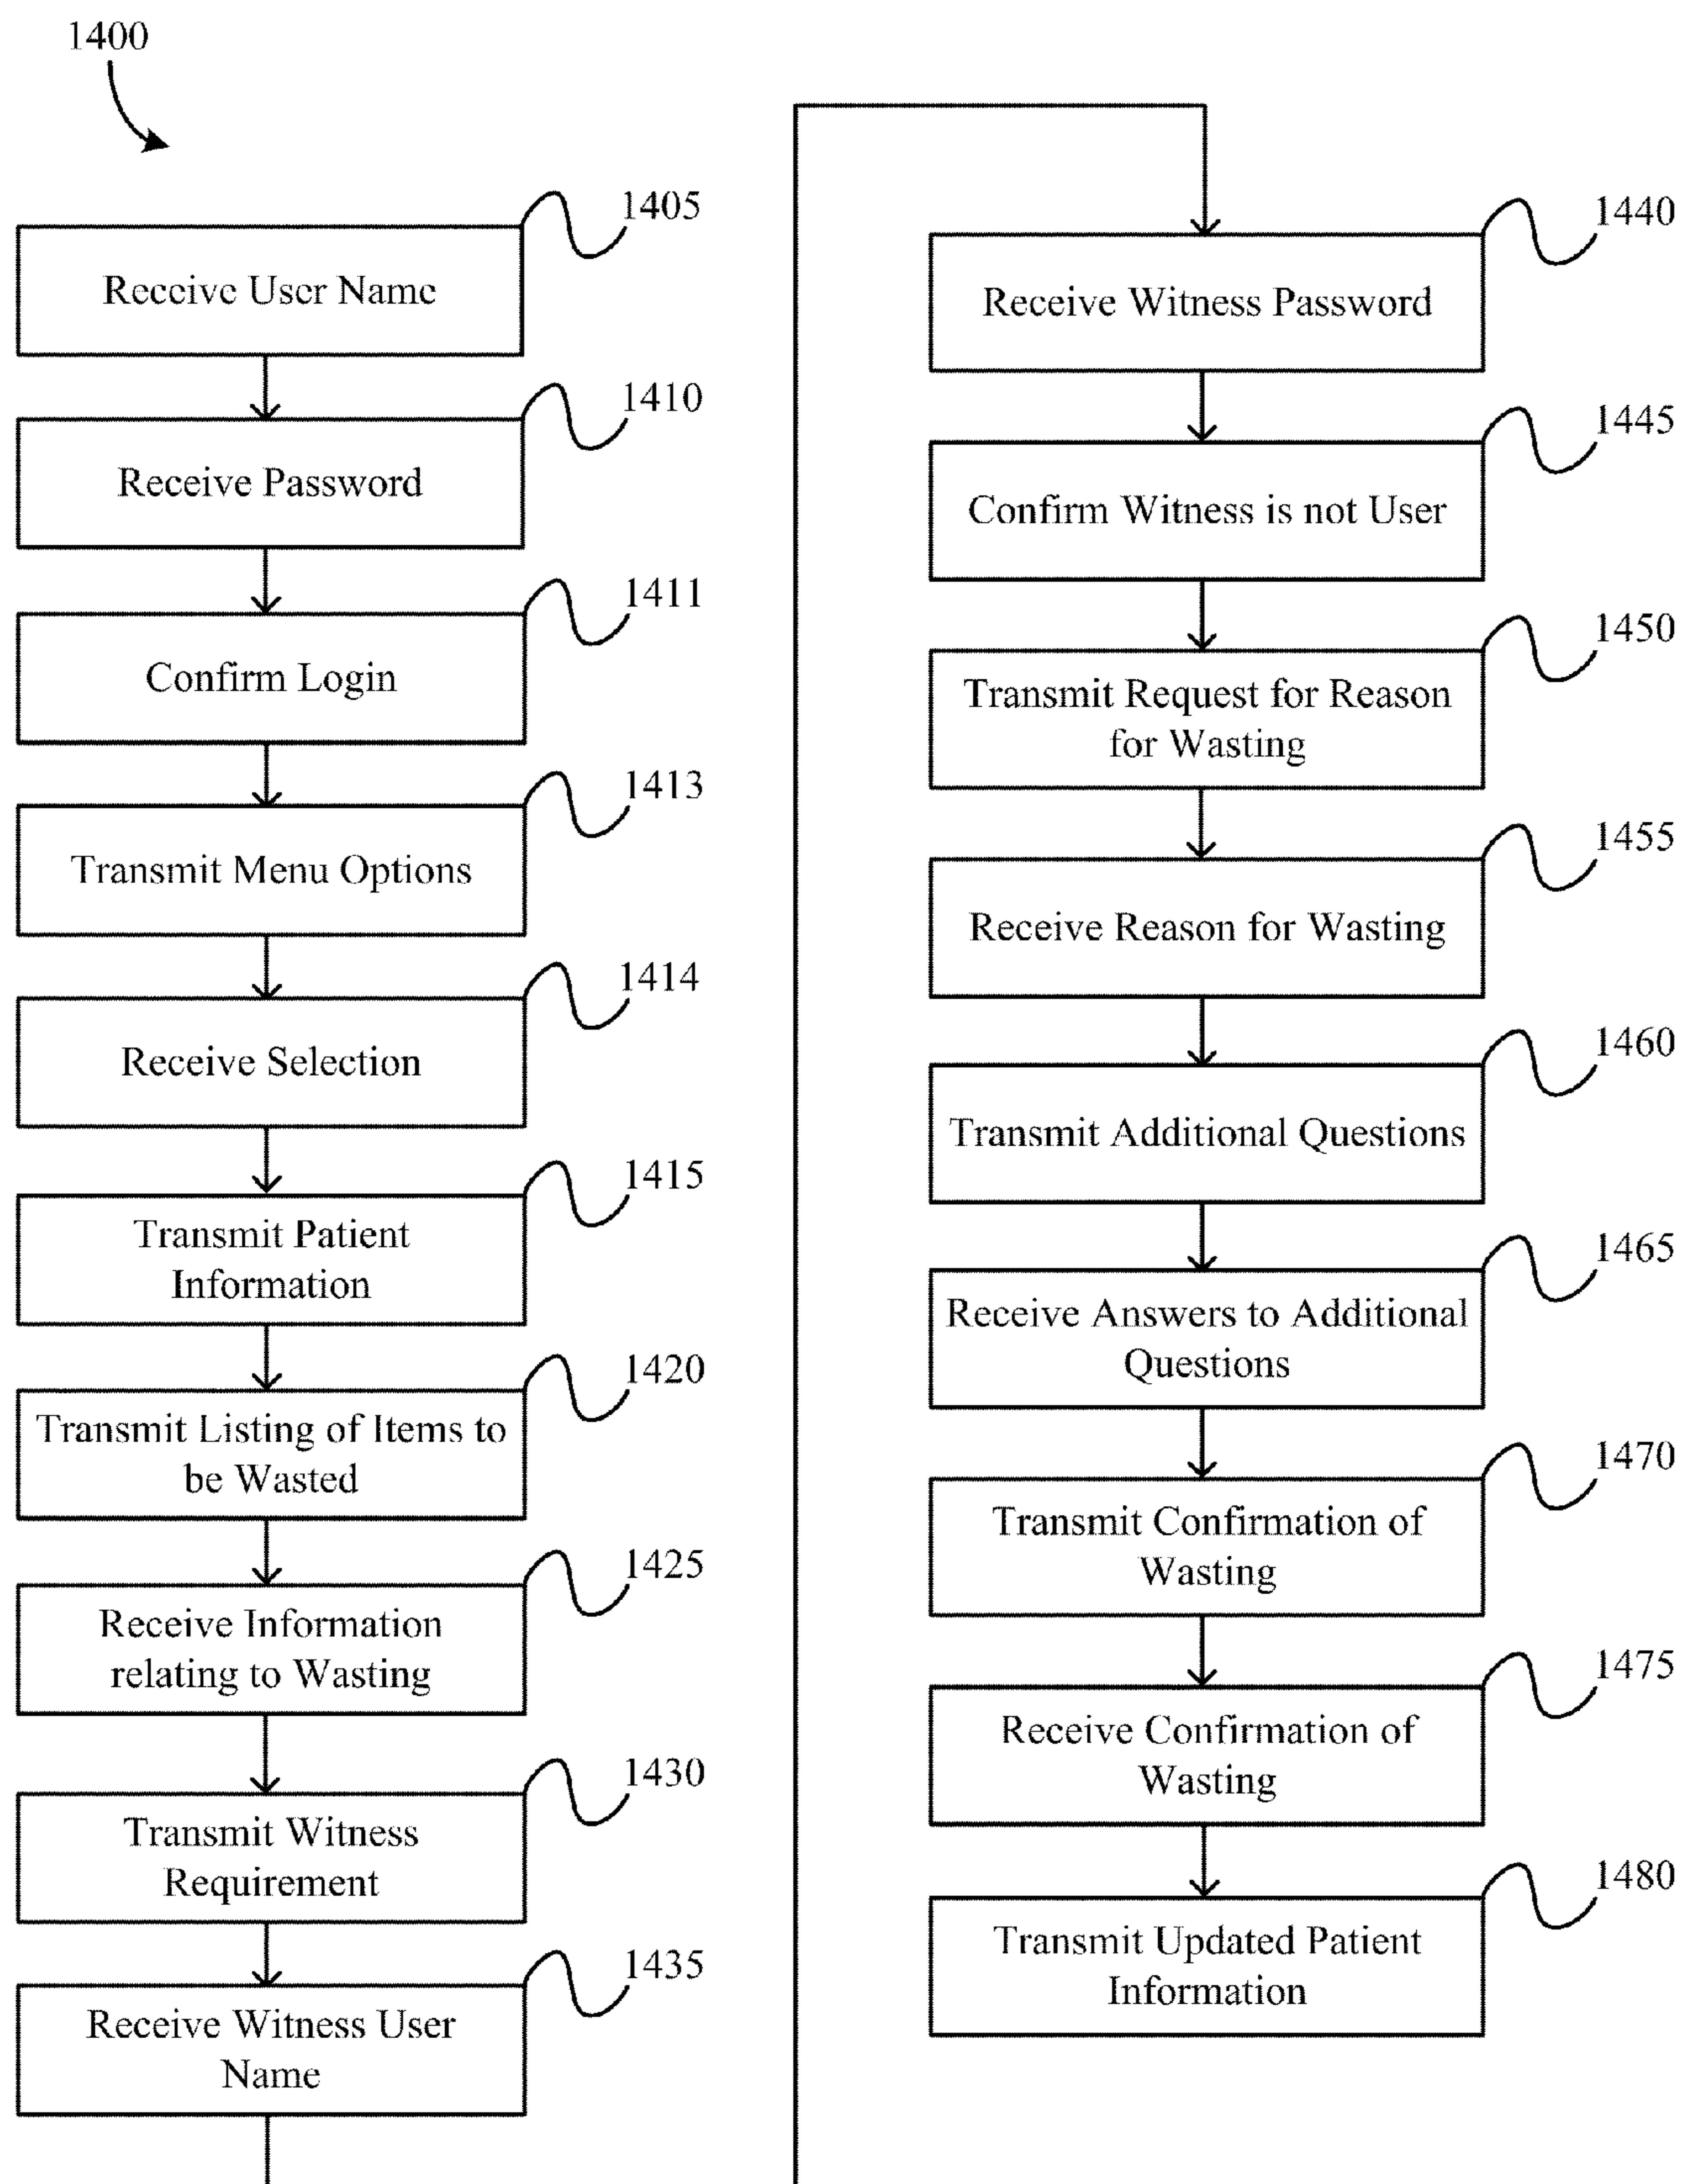 1400
1405
Receive User Name
1410
Receive Password
1411
Confirm Login
1413
Transmit Menu Options
1414
Receive Selection
1415
Transmit Patient
Information
1420
Transmit Listing of Items to
be Wasted
1425
Receive Information
relating to Wasting
1430
Transmit Witness
Requirement
1435
Receive Witness User
Name
1440
Receive Witness Password
1445
Confirm Witness is not User
1450
Transmit Request for Reason
for Wasting
1455
Receive Reason for Wasting
1460
Transmit Additional Questions
1465
Receive Answers to Additional
Questions
1470
Transmit Confirmation of
Wasting
1475
Receive Confirmation of
Wasting
1480
Transmit Updated Patient
Information